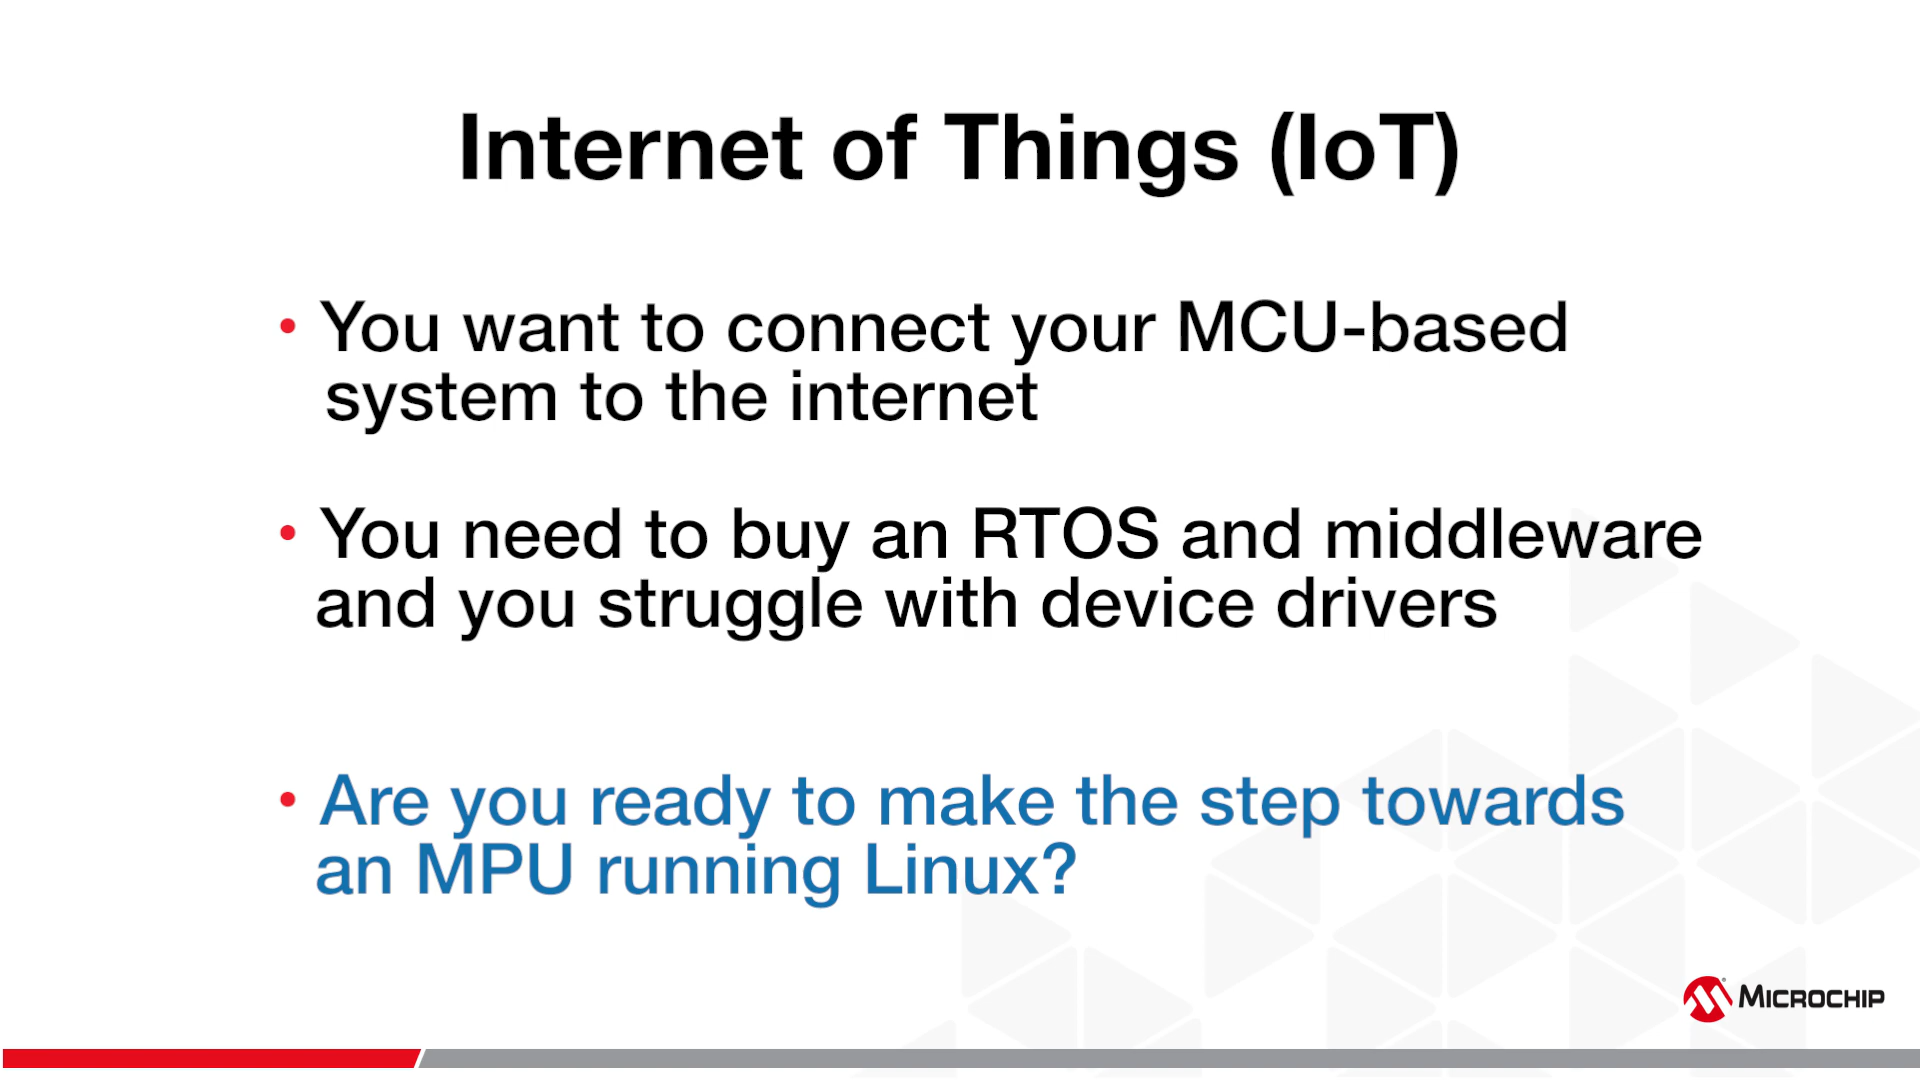 Internet of Things (IoT)
• You want to connect your MCU-based
system to the internet
• You need to buy an RTOS and middleware
and you struggle with device drivers
• Are you ready to make the step towards
an MPU running Linux?
MICROCHIP